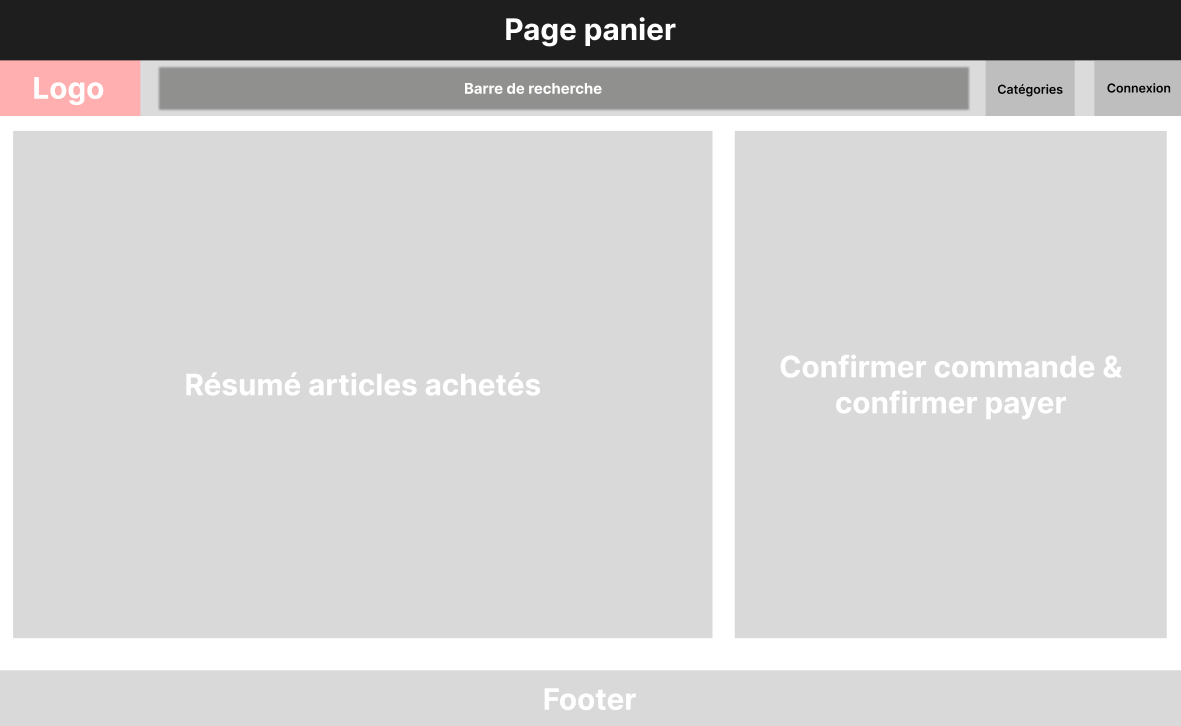 Page panier
Logo
Barre de recherche
Catégories
Connexion
Résumé articles achetés
Confirmer commande &
confirmer payer
Footer